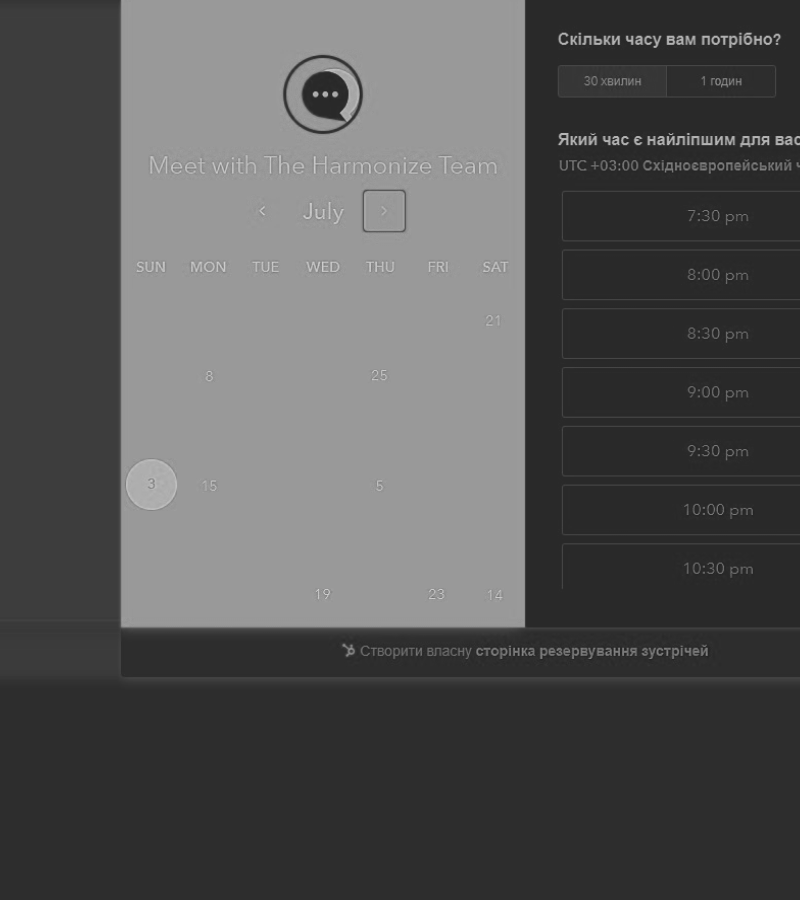 Meet with The Harmonize Team
July
SUN MON TUE WED THU FRI SAT
21
8 25
3 15 5
19 23 14
Скільки часу вам потрібно?
30 хвилин 1 годин
Який час є найліпшим для вас
UTC +03:00 Східноєвропейський ч
7:30 pm
8:00 pm
8:30 pm
9:00 pm
9:30 pm
10:00 pm
10:30 pm
Створити власну сторінка резервування зустрічей